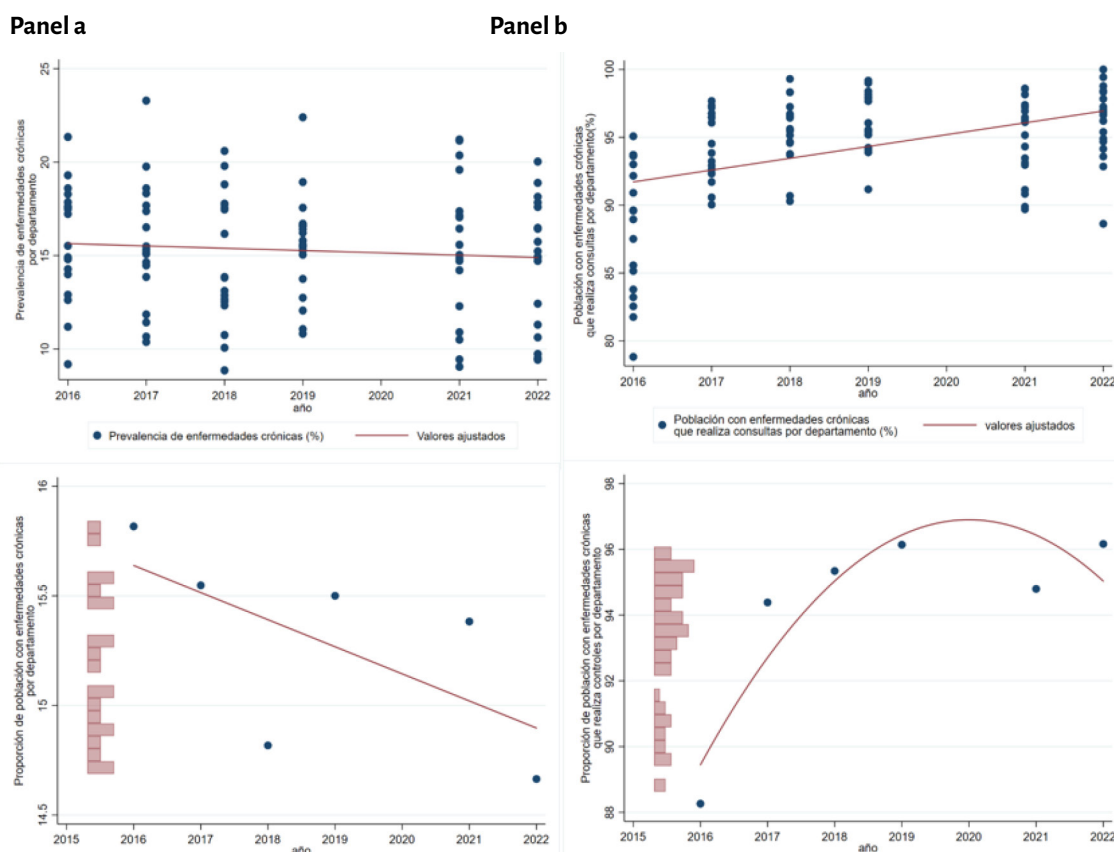 Panel a
Panel b
Prevalencia de enfermedades crónicas
por departamento
25
20
15
10
2016 2017 2018 2019 2020 2021 2022
año
Prevalencia de enfermedades crónicas (%) Valores ajustados
Población con enfermedades crónicas
que realiza consultas por departamento(%)
100
95
90
85
80
2016 2017 2018 2019 2020 2021 2022
año
Población con enfermedades crónicas
que realiza consultas por departamento (%) valores ajustados
Proporción de población con enfermedades crónicas
por departamento
16
15.5
15
14.5
2015 2016 2017 2018 2019 2020 2021 2022
año
Proporción de población con enfermedades crónicas
que realiza controles por departamento
98
96
94
92
90
88
2015 2016 2017 2018 2019 2020 2021 2022
año